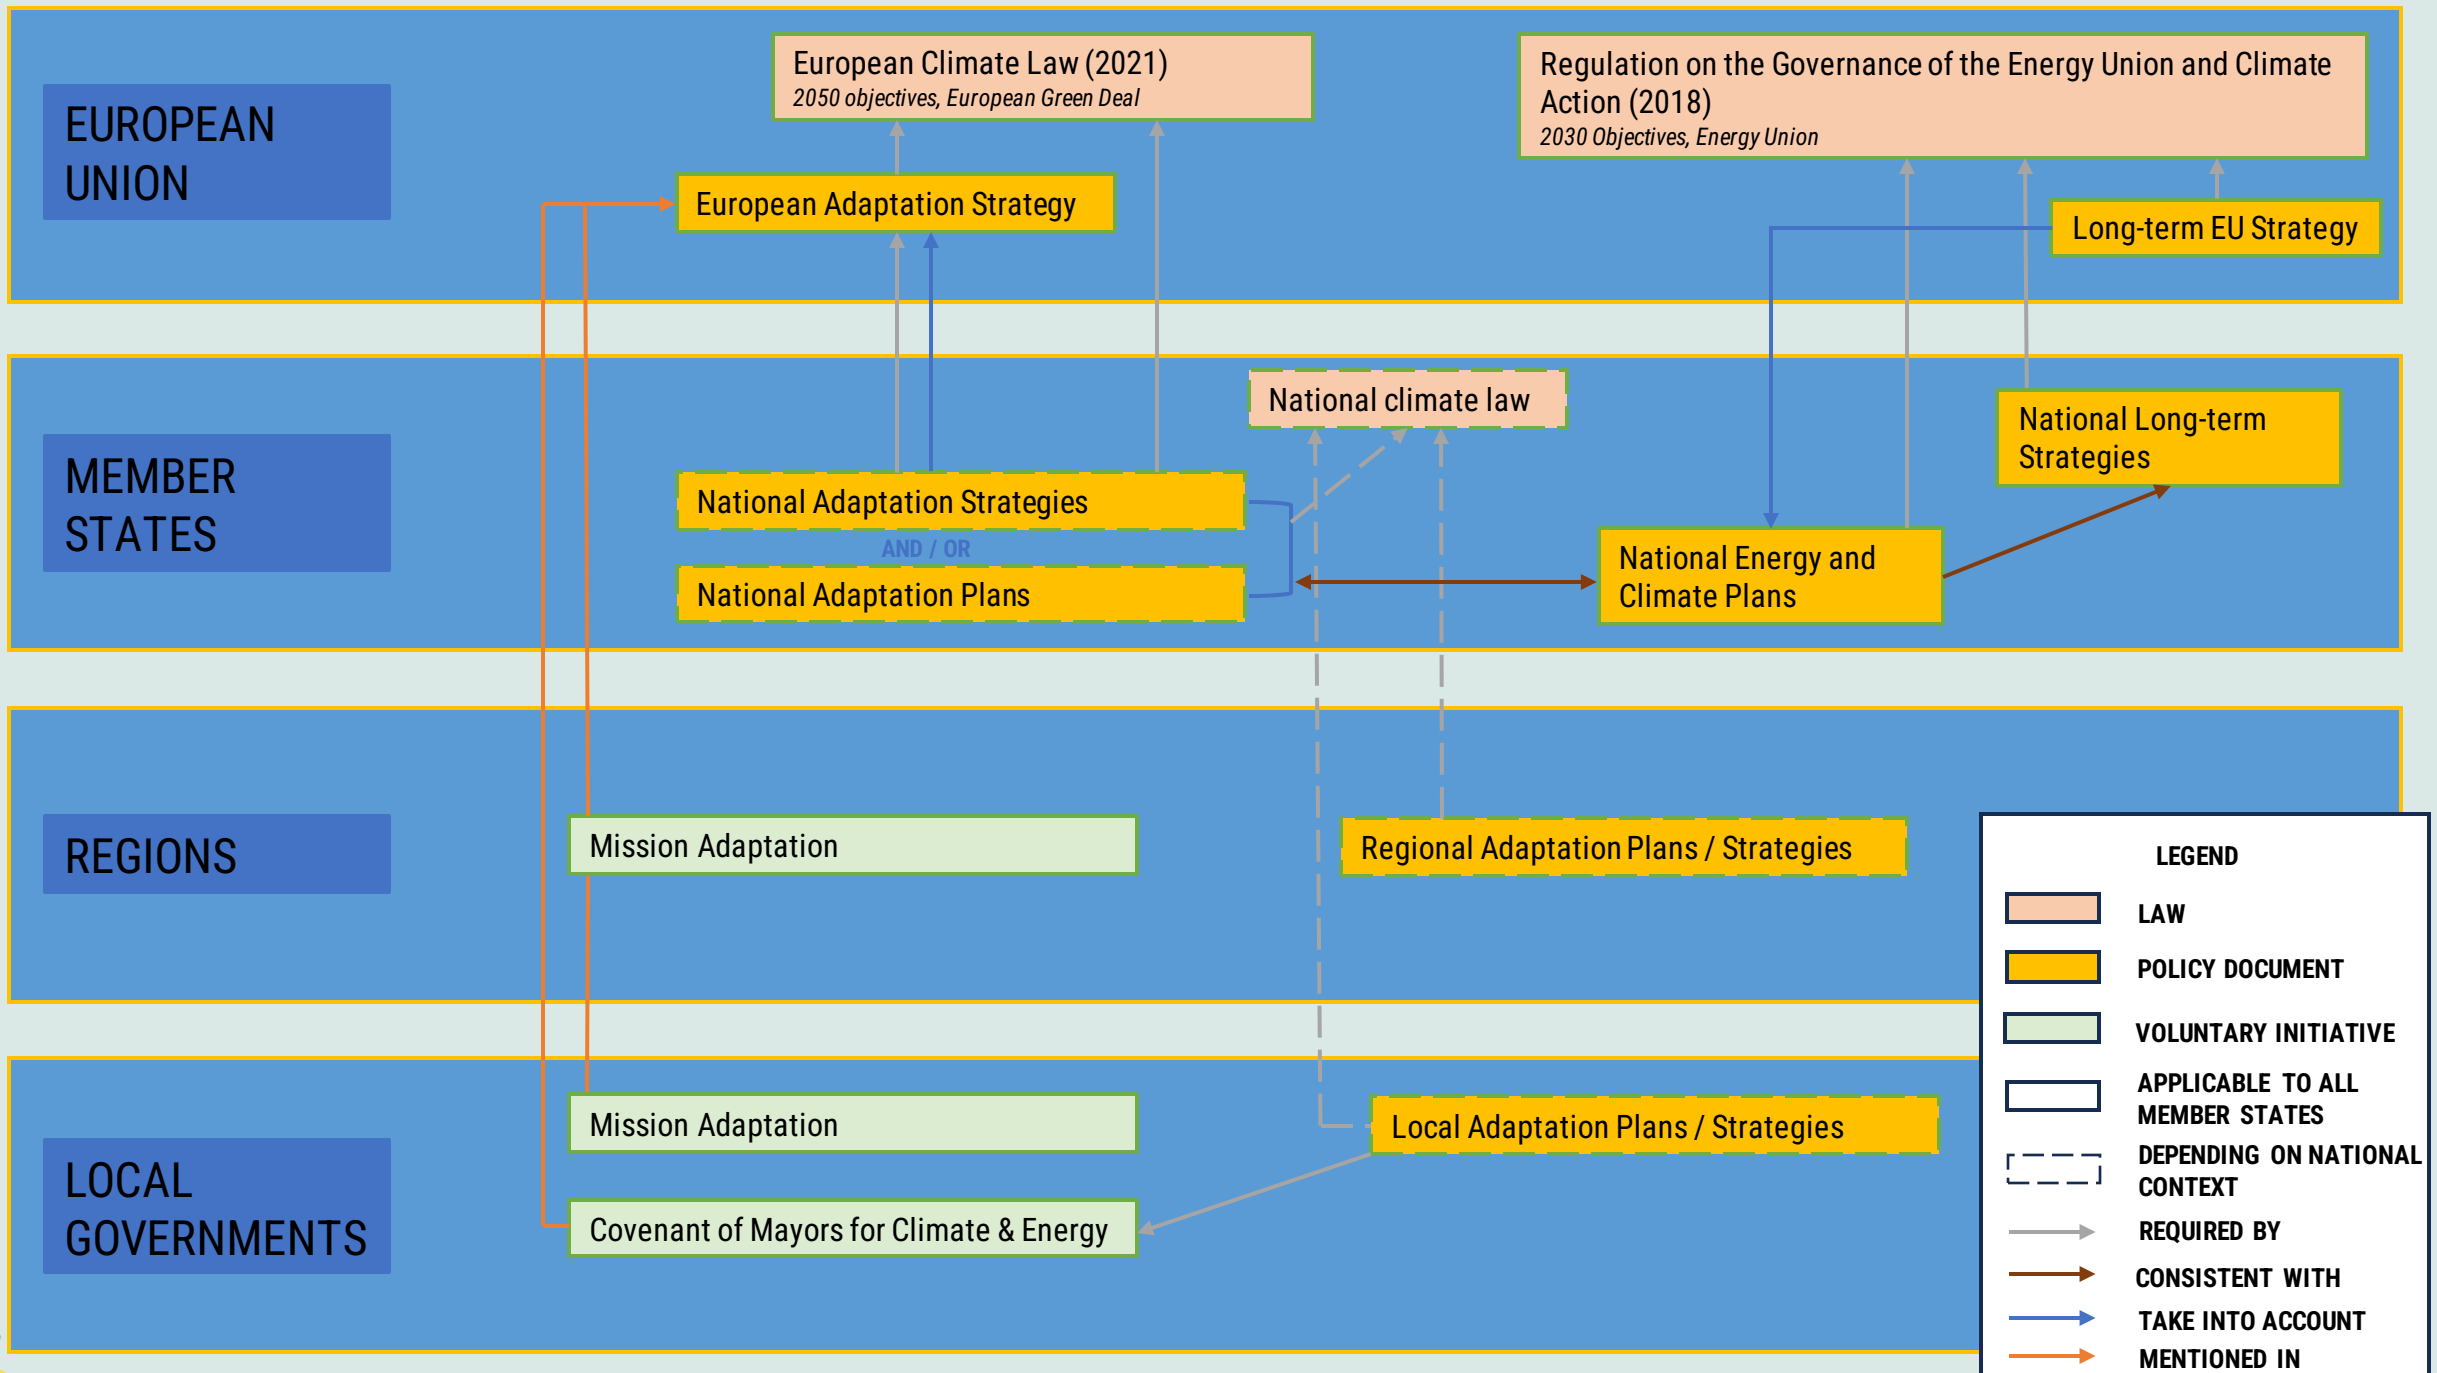 EUROPEAN
UNION
European Climate Law (2021)
2050 objectives, European Green Deal
Regulation on the Governance of the Energy Union and Climate
Action (2018)
2030 Objectives, Energy Union
European Adaptation Strategy
Long-term EU Strategy
MEMBER
STATES
National climate law
National Long-term
Strategies
National Adaptation Strategies
AND / OR
National Adaptation Plans
National Energy and
Climate Plans
REGIONS
Mission Adaptation
Regional Adaptation Plans / Strategies
LOCAL
GOVERNMENTS
Mission Adaptation
Local Adaptation Plans / Strategies
Covenant of Mayors for Climate & Energy
LEGEND
LAW
POLICY DOCUMENT
VOLUNTARY INITIATIVE
APPLICABLE TO ALL
MEMBER STATES
DEPENDING ON NATIONAL
CONTEXT
REQUIRED BY
CONSISTENT WITH
TAKE INTO ACCOUNT
MENTIONED IN